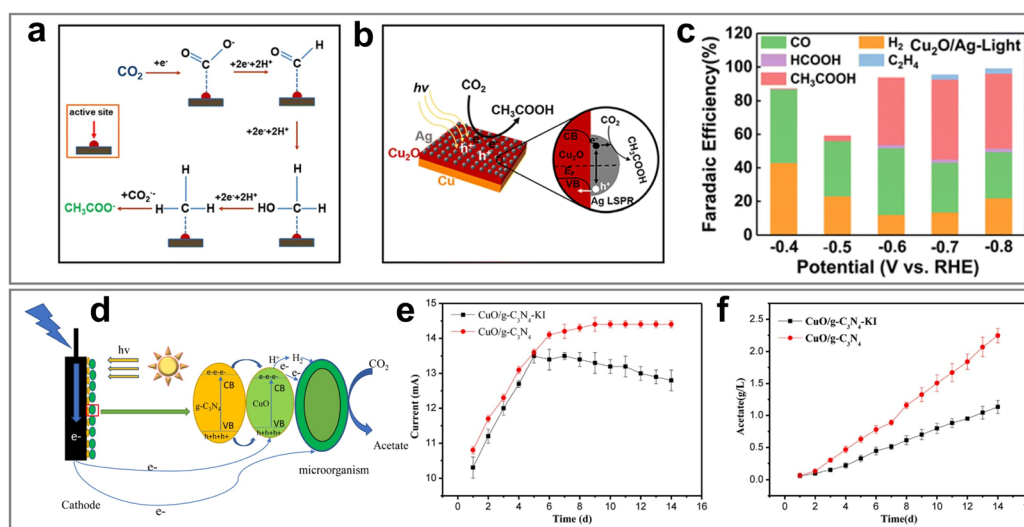 a
CO₂
+e⁻
O
O⁻
+2e⁻+2H⁺
O
H
active site
+2e⁻+2H⁺
H
H
CH₃COO⁻
+CO₂˙⁻
H
H
+2e⁻+2H⁺
HO
H
b
hν
CO₂
CH₃COOH
Ag
e⁻
e⁻
h⁺
h⁺
Cu₂O
Cu
CB
e⁻
CO₂
Cu₂O
CH₃COOH
VB
h⁺
Ag LSPR
c
Faradaic Efficiency(%)
100
80
60
40
20
0
CO
H₂
Cu₂O/Ag-Light
HCOOH
C₂H₄
CH₃COOH
-0.4
-0.5
-0.6
-0.7
-0.8
Potential (V vs. RHE)
d
hv
e-
Cathode
e-e-e-
CB
g-C₃N₄
VB
h+h+h+
e-e-e-
CB
CuO
VB
h+h+h+
H⁺
H₂
e-
e-
CO₂
Acetate
microorganism
e-
e-
e
Current (mA)
15
14
13
12
11
10
CuO/g-C₃N₄-KI
CuO/g-C₃N₄
0
2
4
6
8
10
12
14
16
Time (d)
f
Acetate(g/L)
2.5
2.0
1.5
1.0
0.5
0.0
CuO/g-C₃N₄-KI
CuO/g-C₃N₄
0
2
4
6
8
10
12
14
16
Time(d)